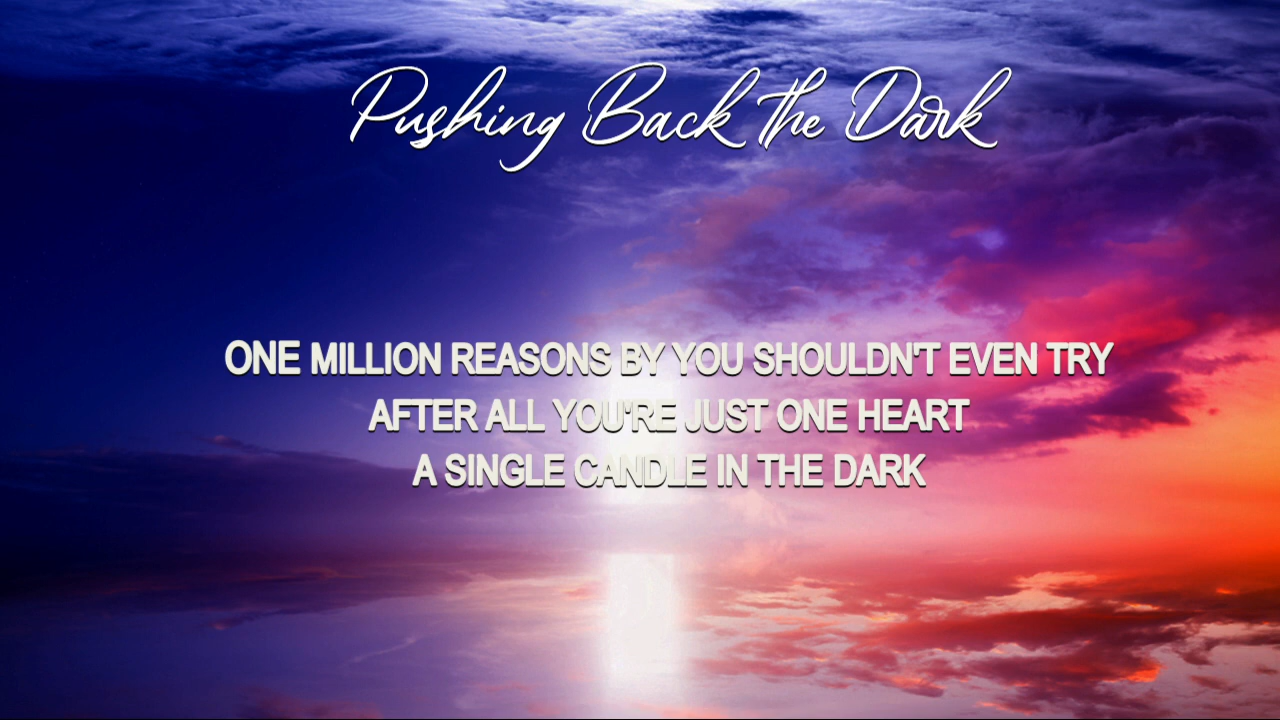 Pushing Back the Dark
ONE MILLION REASONS BY YOU SHOULDN'T EVEN TRY
AFTER ALL YOU'RE JUST ONE HEART
A SINGLE CANDLE IN THE DARK